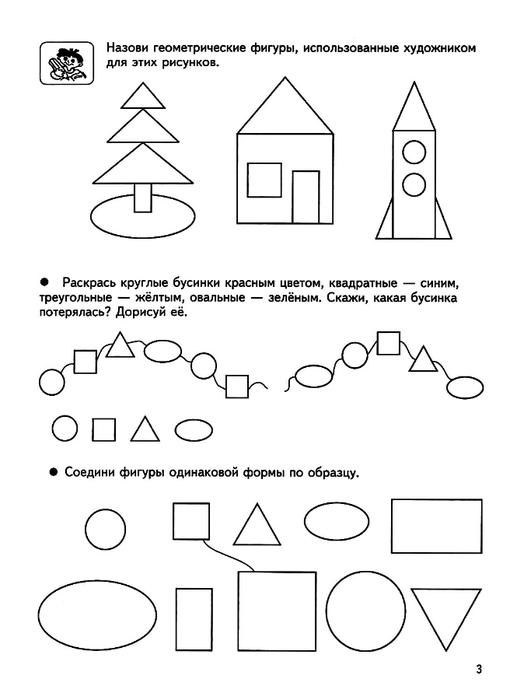 Назови геометрические фигуры, использованные художником
для этих рисунков.
● Раскрась круглые бусинки красным цветом, квадратные — синим,
треугольные — жёлтым, овальные — зелёным. Скажи, какая бусинка
потерялась? Дорисуй её.
● Соедини фигуры одинаковой формы по образцу.
3